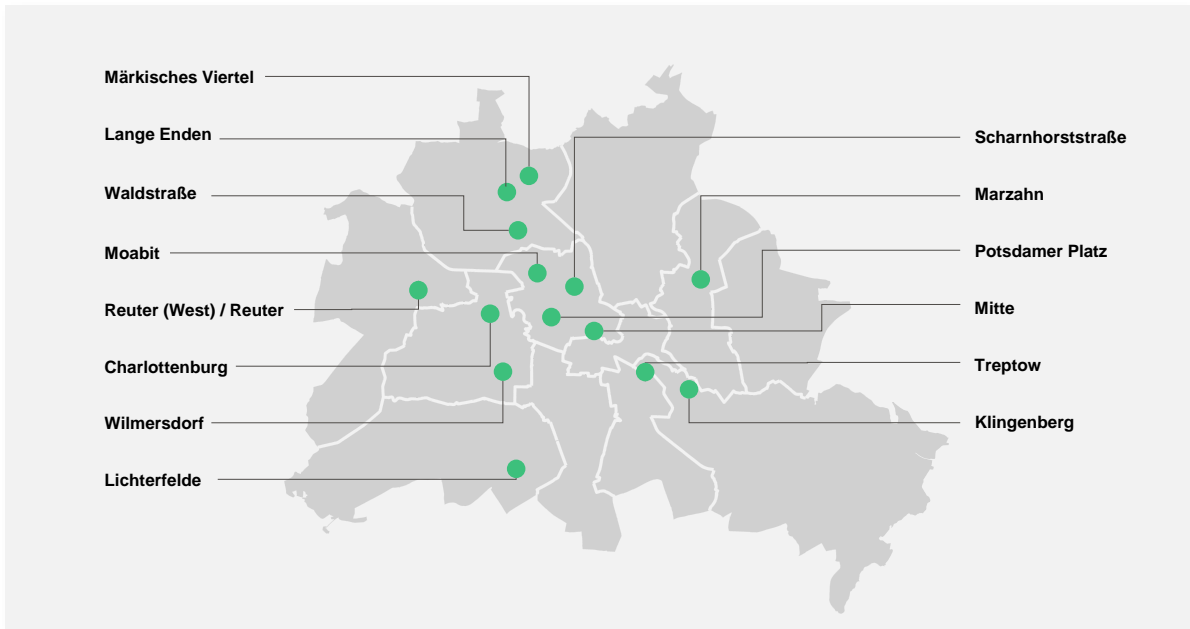 Märkisches Viertel
Lange Enden
Waldstraße
Moabit
Reuter (West) / Reuter
Charlottenburg
Wilmersdorf
Lichterfelde
Scharnhorststraße
Marzahn
Potsdamer Platz
Mitte
Treptow
Klingenberg